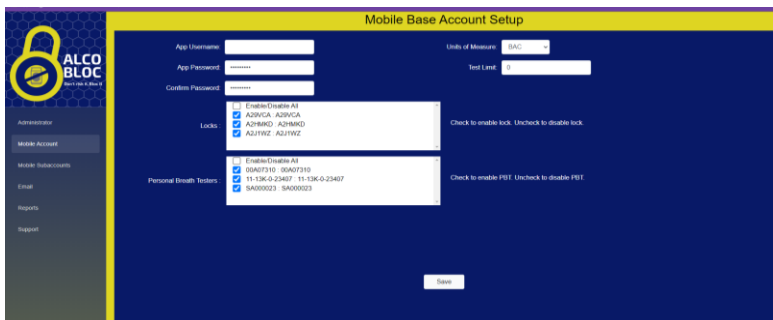 Mobile Base Account Setup
ALCO
BLOC
App Username:
Units of Measure: BAC
App Password: ·········
Test Limit: 0
Confirm Password: ·········
Enable/Disable All
Locks :
A29VCA : A29VCA
A2HMKD : A2HMKD
A2J1WZ : A2J1WZ
Check to enable lock. Uncheck to disable lock.
Enable/Disable All
Personal Breath Testers :
00A07310 : 00A07310
11-13K-0-23407 : 11-13K-0-23407
SA000023 : SA000023
Check to enable PBT. Uncheck to disable PBT.
Administrator
Mobile Account
Mobile Subaccounts
Email
Reports
Support
Save